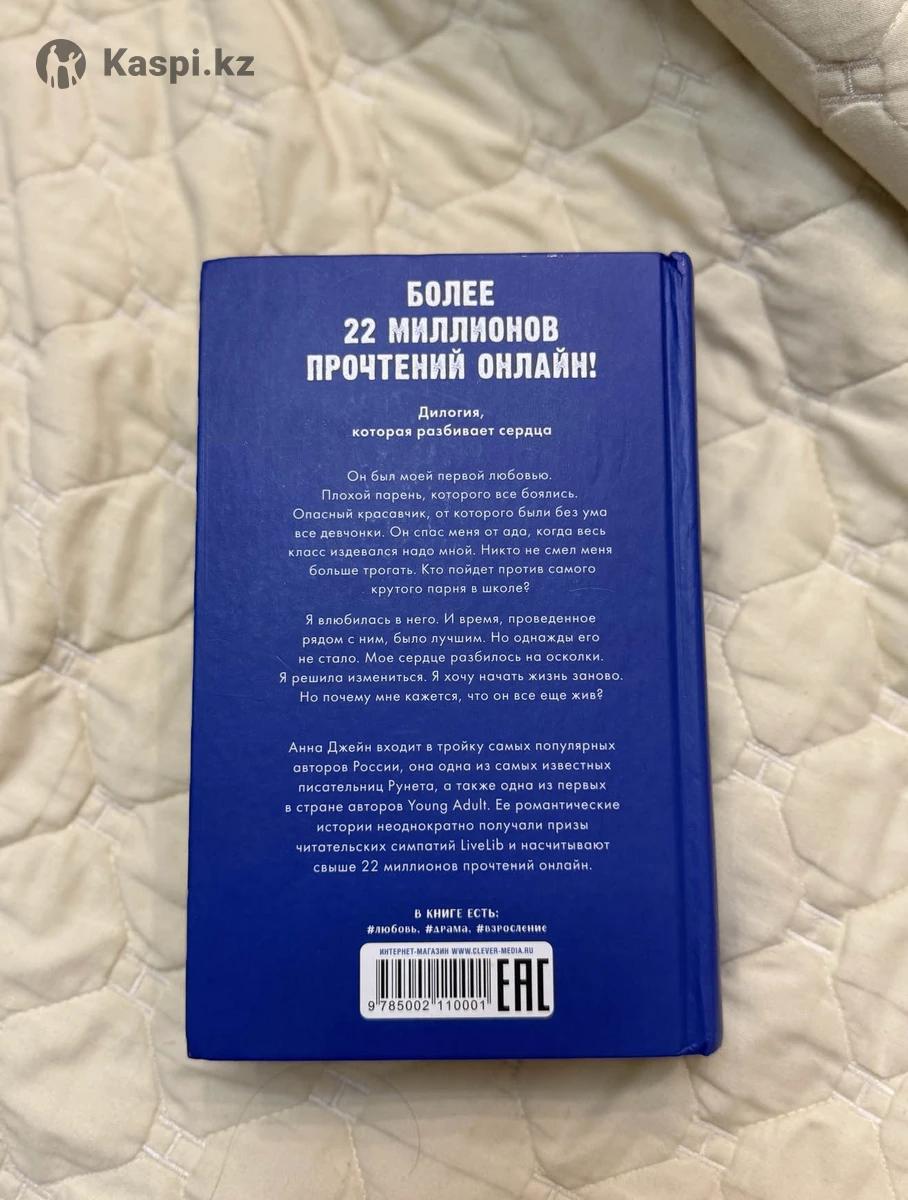 Kaspi.kz
БОЛЕЕ
22 МИЛЛИОНОВ
ПРОЧТЕНИЙ ОНЛАЙН!
Дилогия,
которая разбивает сердца
Он был моей первой любовью.
Плохой парень, которого все боялись.
Опасный красавчик, от которого были без ума
все девчонки. Он спас меня от ада, когда весь
класс издевался надо мной. Никто не смел меня
больше трогать. Кто пойдет против самого
крутого парня в школе?
Я влюбилась в него. И время, проведенное
рядом с ним, было лучшим. Но однажды его
не стало. Мое сердце разбилось на осколки.
Я решила измениться. Я хочу начать жизнь заново.
Но почему мне кажется, что он все еще жив?
Анна Джейн входит в тройку самых популярных
авторов России, она одна из самых известных
писательниц Рунета, а также одна из первых
в стране авторов Young Adult. Ее романтические
истории неоднократно получали призы
читательских симпатий LiveLib и насчитывают
свыше 22 миллионов прочтений онлайн.
В КНИГЕ ЕСТЬ:
#любовь, #драма, #взросление
ИНТЕРНЕТ-МАГАЗИН WWW.CLEVER-MEDIA.RU
9 785002 110001
EAC